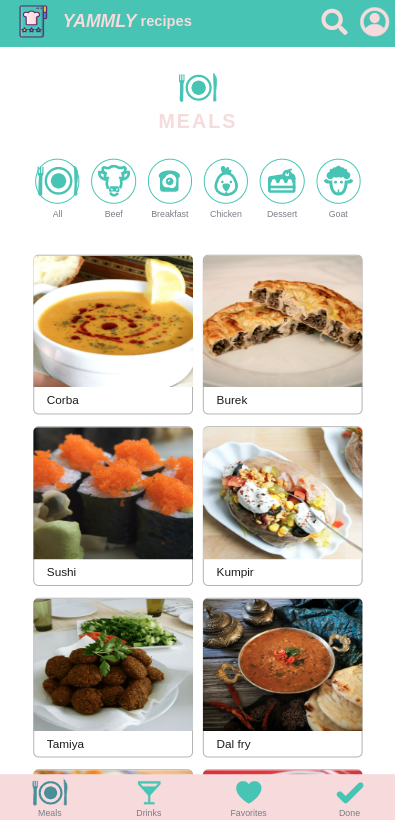 YAMMLY recipes
MEALS
All Beef Breakfast Chicken Dessert Goat
Corba Burek
Sushi Kumpir
Tamiya Dal fry
Meals Drinks Favorites Done